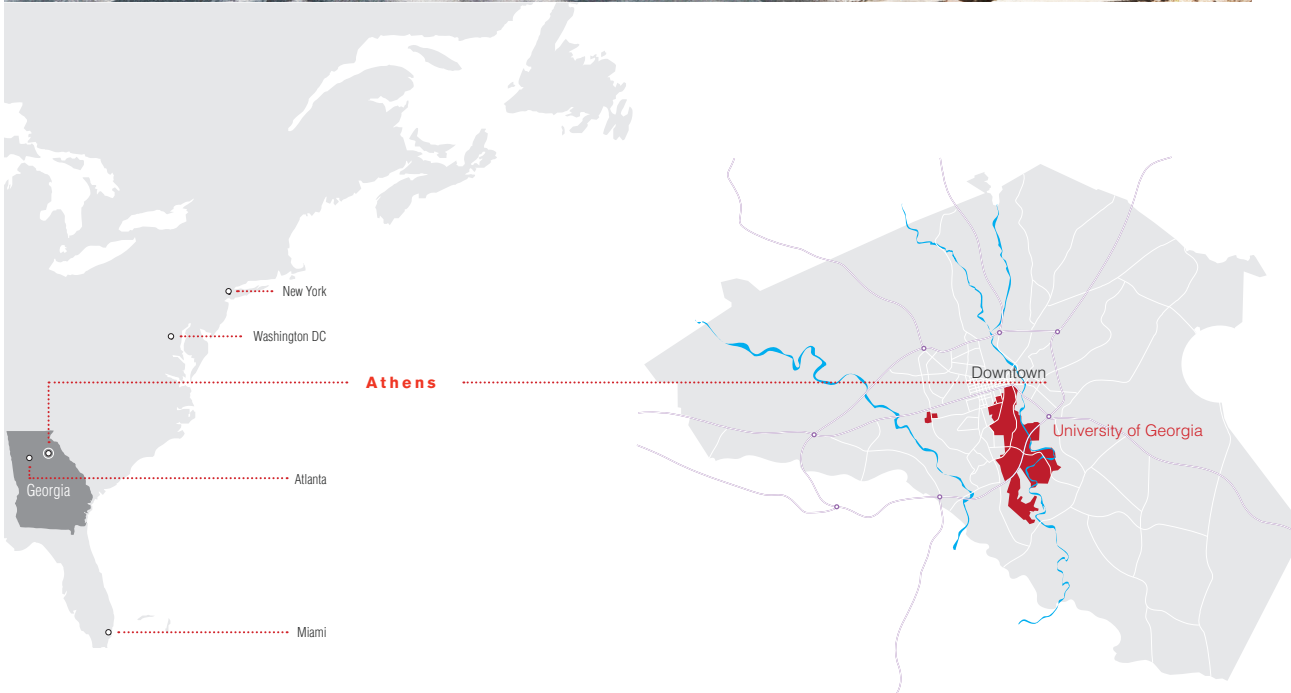 New York
Washington DC
Athens
Downtown
University of Georgia
Atlanta
Georgia
Miami